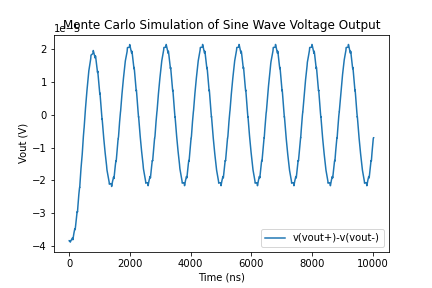 Monte Carlo Simulation of Sine Wave Voltage Output
1e−5
2
1
0
−1
−2
−3
−4
Vout (V)
0
2000
4000
6000
8000
10000
Time (ns)
v(vout+)-v(vout-)